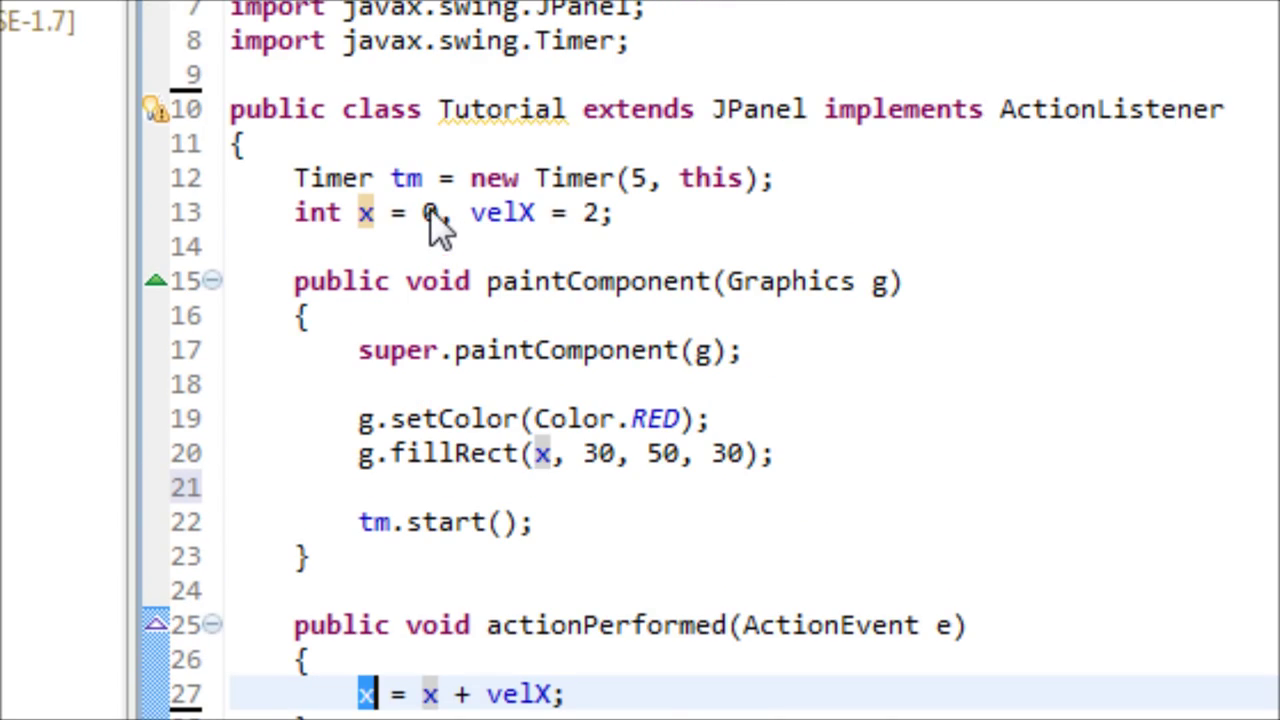 SE-1.7]
7 import javax.swing.JPanel;
8 import javax.swing.Timer;
9
10 public class Tutorial extends JPanel implements ActionListener
11 {
12 Timer tm = new Timer(5, this);
13 int x = 0, velX = 2;
14
15 public void paintComponent(Graphics g)
16 {
17 super.paintComponent(g);
18
19 g.setColor(Color.RED);
20 g.fillRect(x, 30, 50, 30);
21
22 tm.start();
23 }
24
25 public void actionPerformed(ActionEvent e)
26 {
27 x = x + velX;